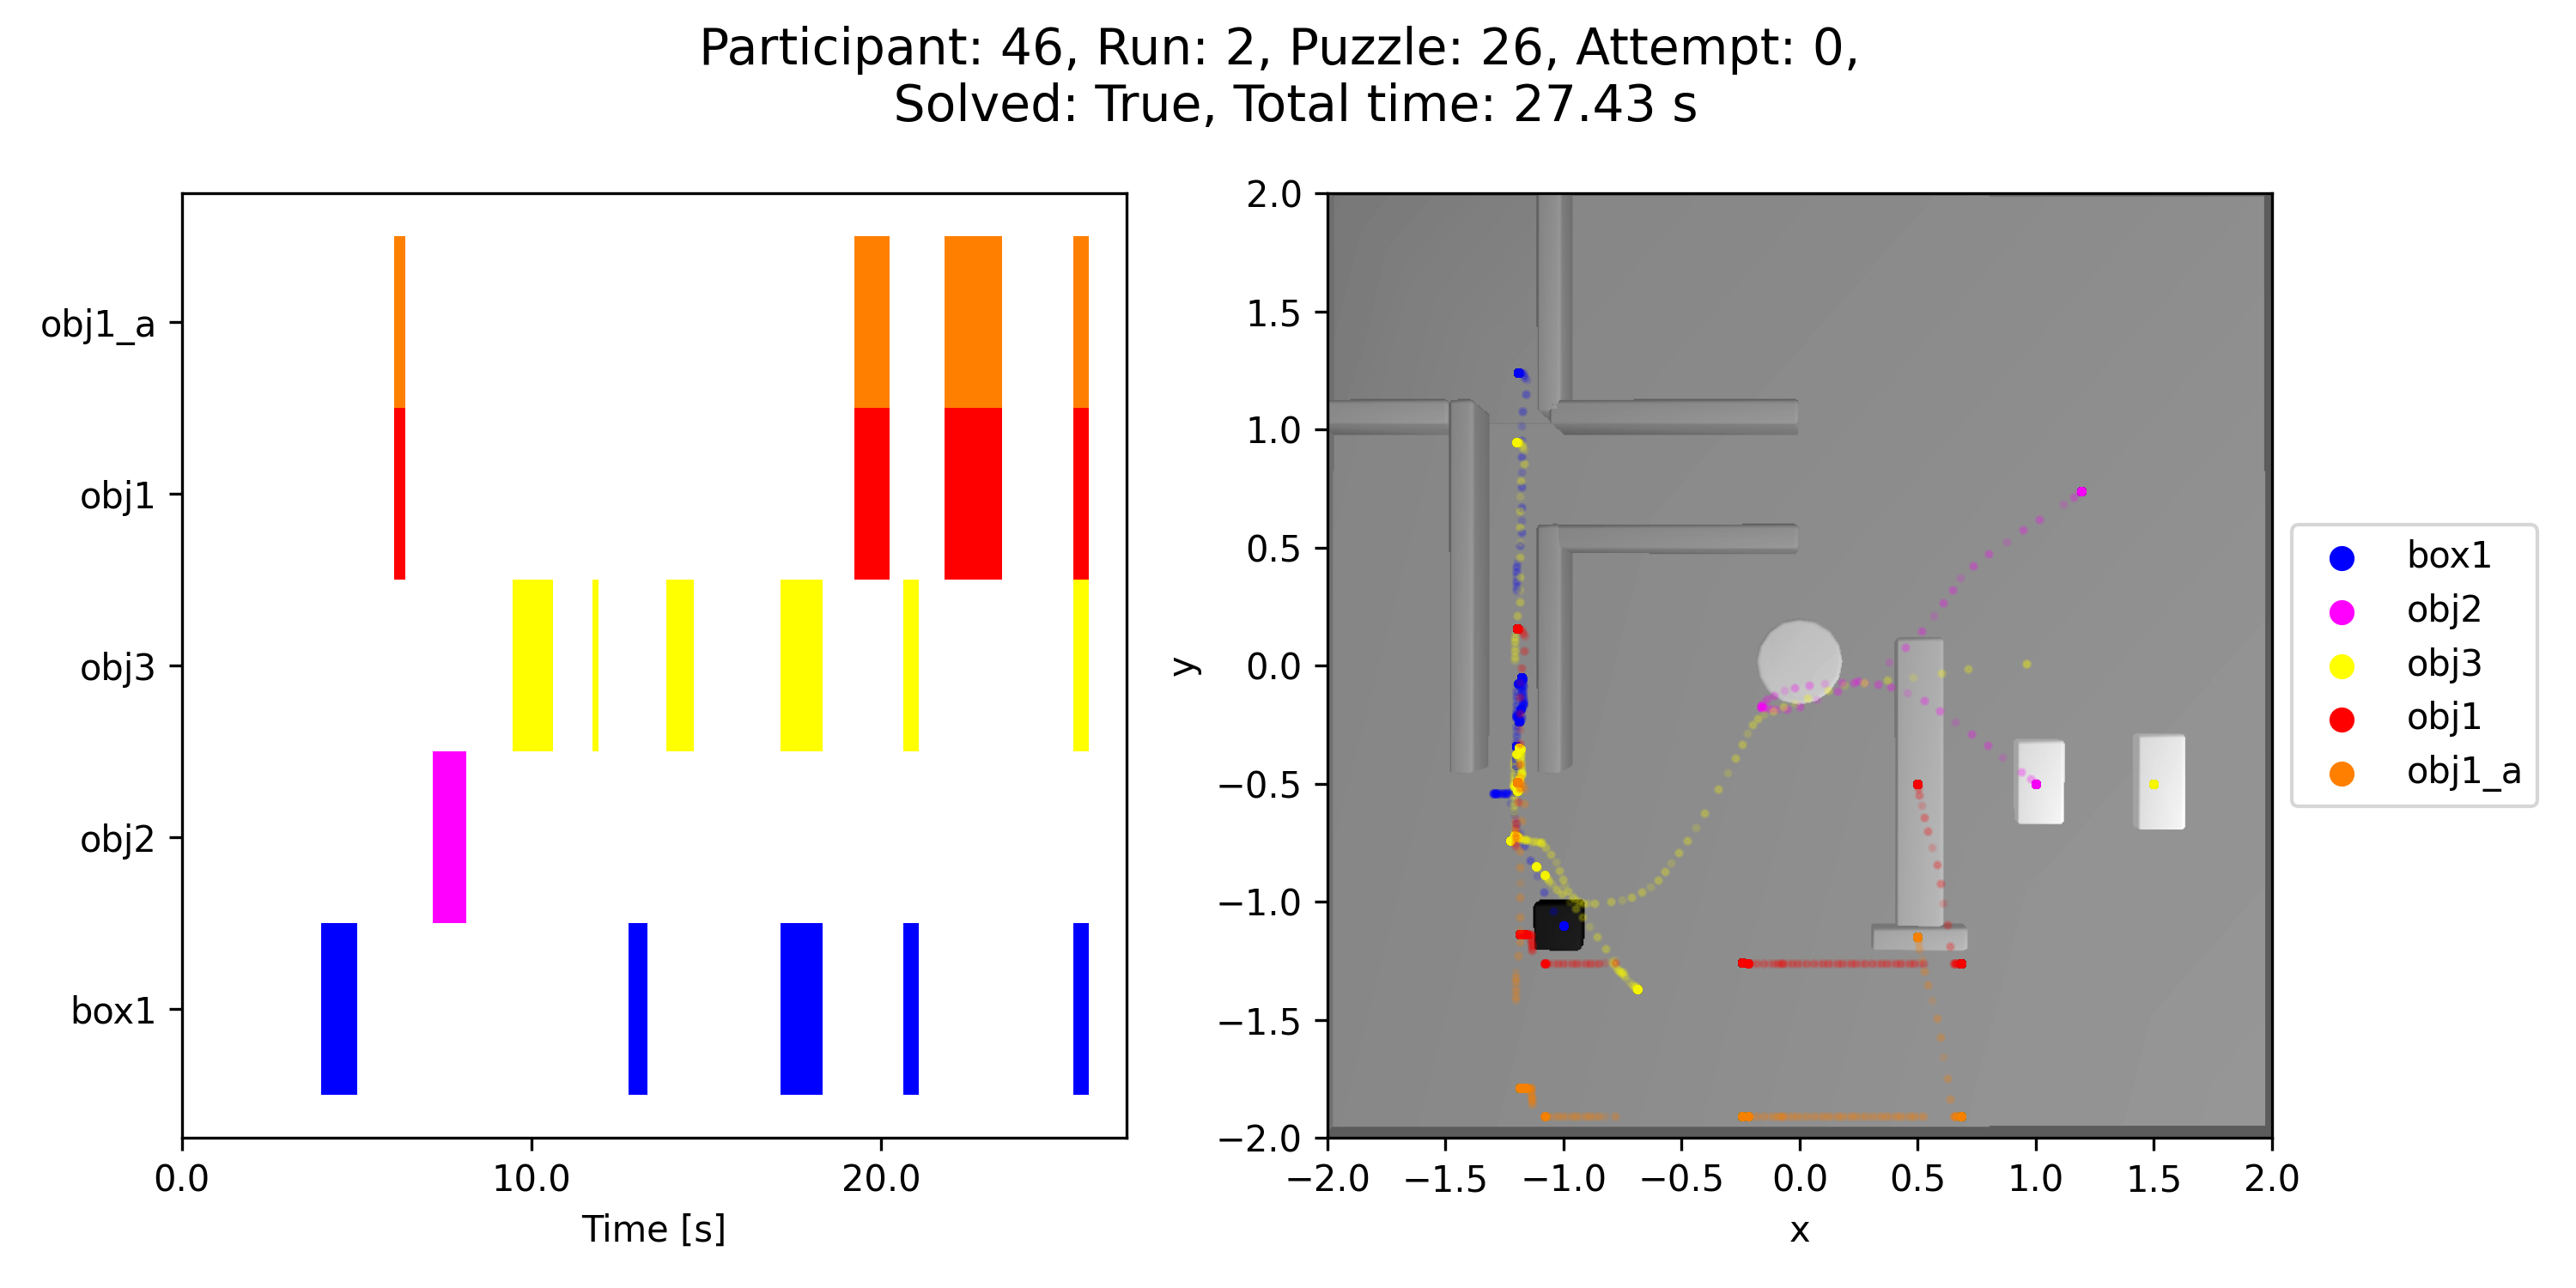 Participant: 46, Run: 2, Puzzle: 26, Attempt: 0,
Solved: True, Total time: 27.43 s
obj1_a
obj1
obj3
obj2
box1
0.0 10.0 20.0
Time [s]
2.0
1.5
1.0
0.5
0.0
−0.5
−1.0
−1.5
−2.0
y
−2.0 −1.5 −1.0 −0.5 0.0 0.5 1.0 1.5 2.0
x
box1
obj2
obj3
obj1
obj1_a